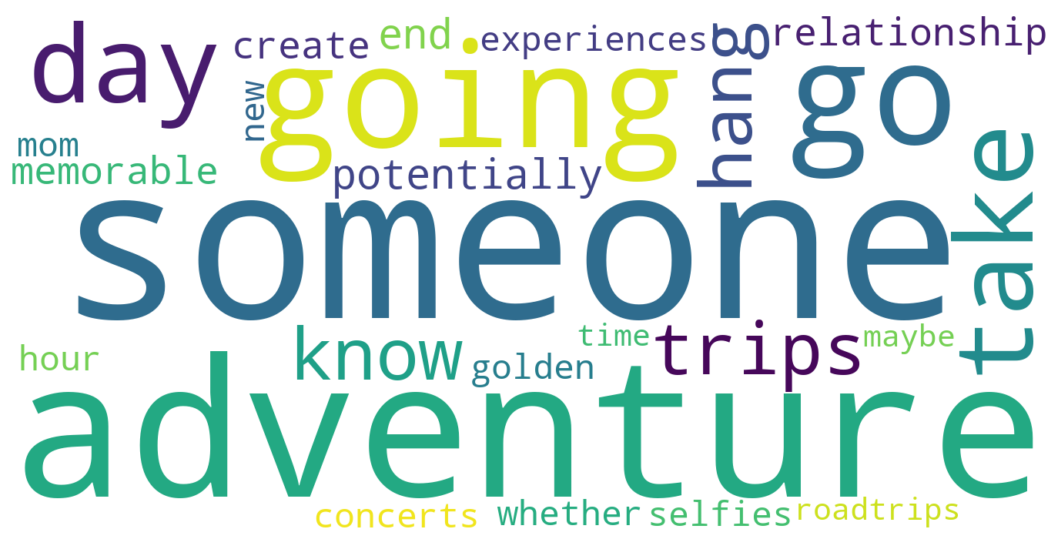 day
create
end
experiences
relationship
going
go
new
hang
mom
memorable
potentially
take
someone
hour
know
golden
time
trips
maybe
adventure
concerts
whether
selfies
roadtrips